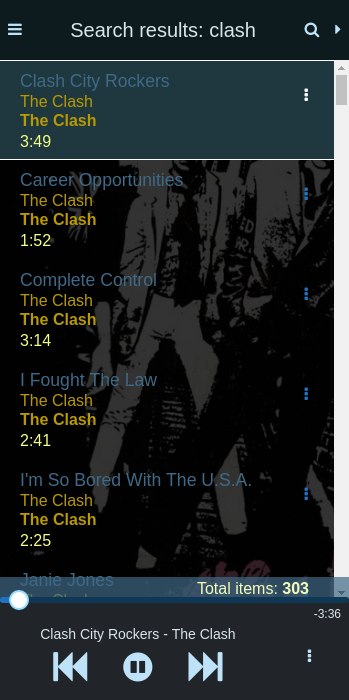 Search results: clash
Clash City Rockers
The Clash
The Clash
3:49
Career Opportunities
The Clash
The Clash
1:52
Complete Control
The Clash
The Clash
3:14
I Fought The Law
The Clash
The Clash
2:41
I'm So Bored With The U.S.A.
The Clash
The Clash
2:25
Janie Jones
The Clash
Total items: 303
-3:36
Clash City Rockers - The Clash